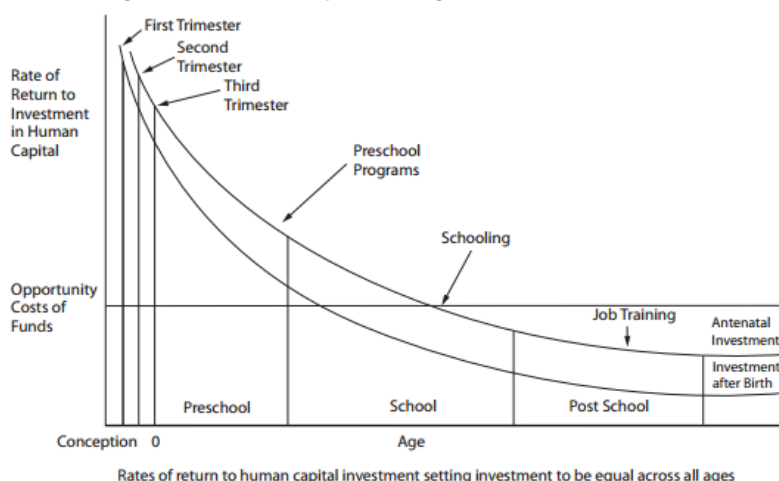 First Trimester
Second
Trimester
Third
Trimester
Rate of
Return to
Investment
in Human
Capital
Preschool
Programs
Schooling
Opportunity
Costs of
Funds
Job Training
Antenatal
Investment
Investment
after Birth
Preschool
School
Post School
Conception 0
Age
Rates of return to human capital investment setting investment to be equal across all ages